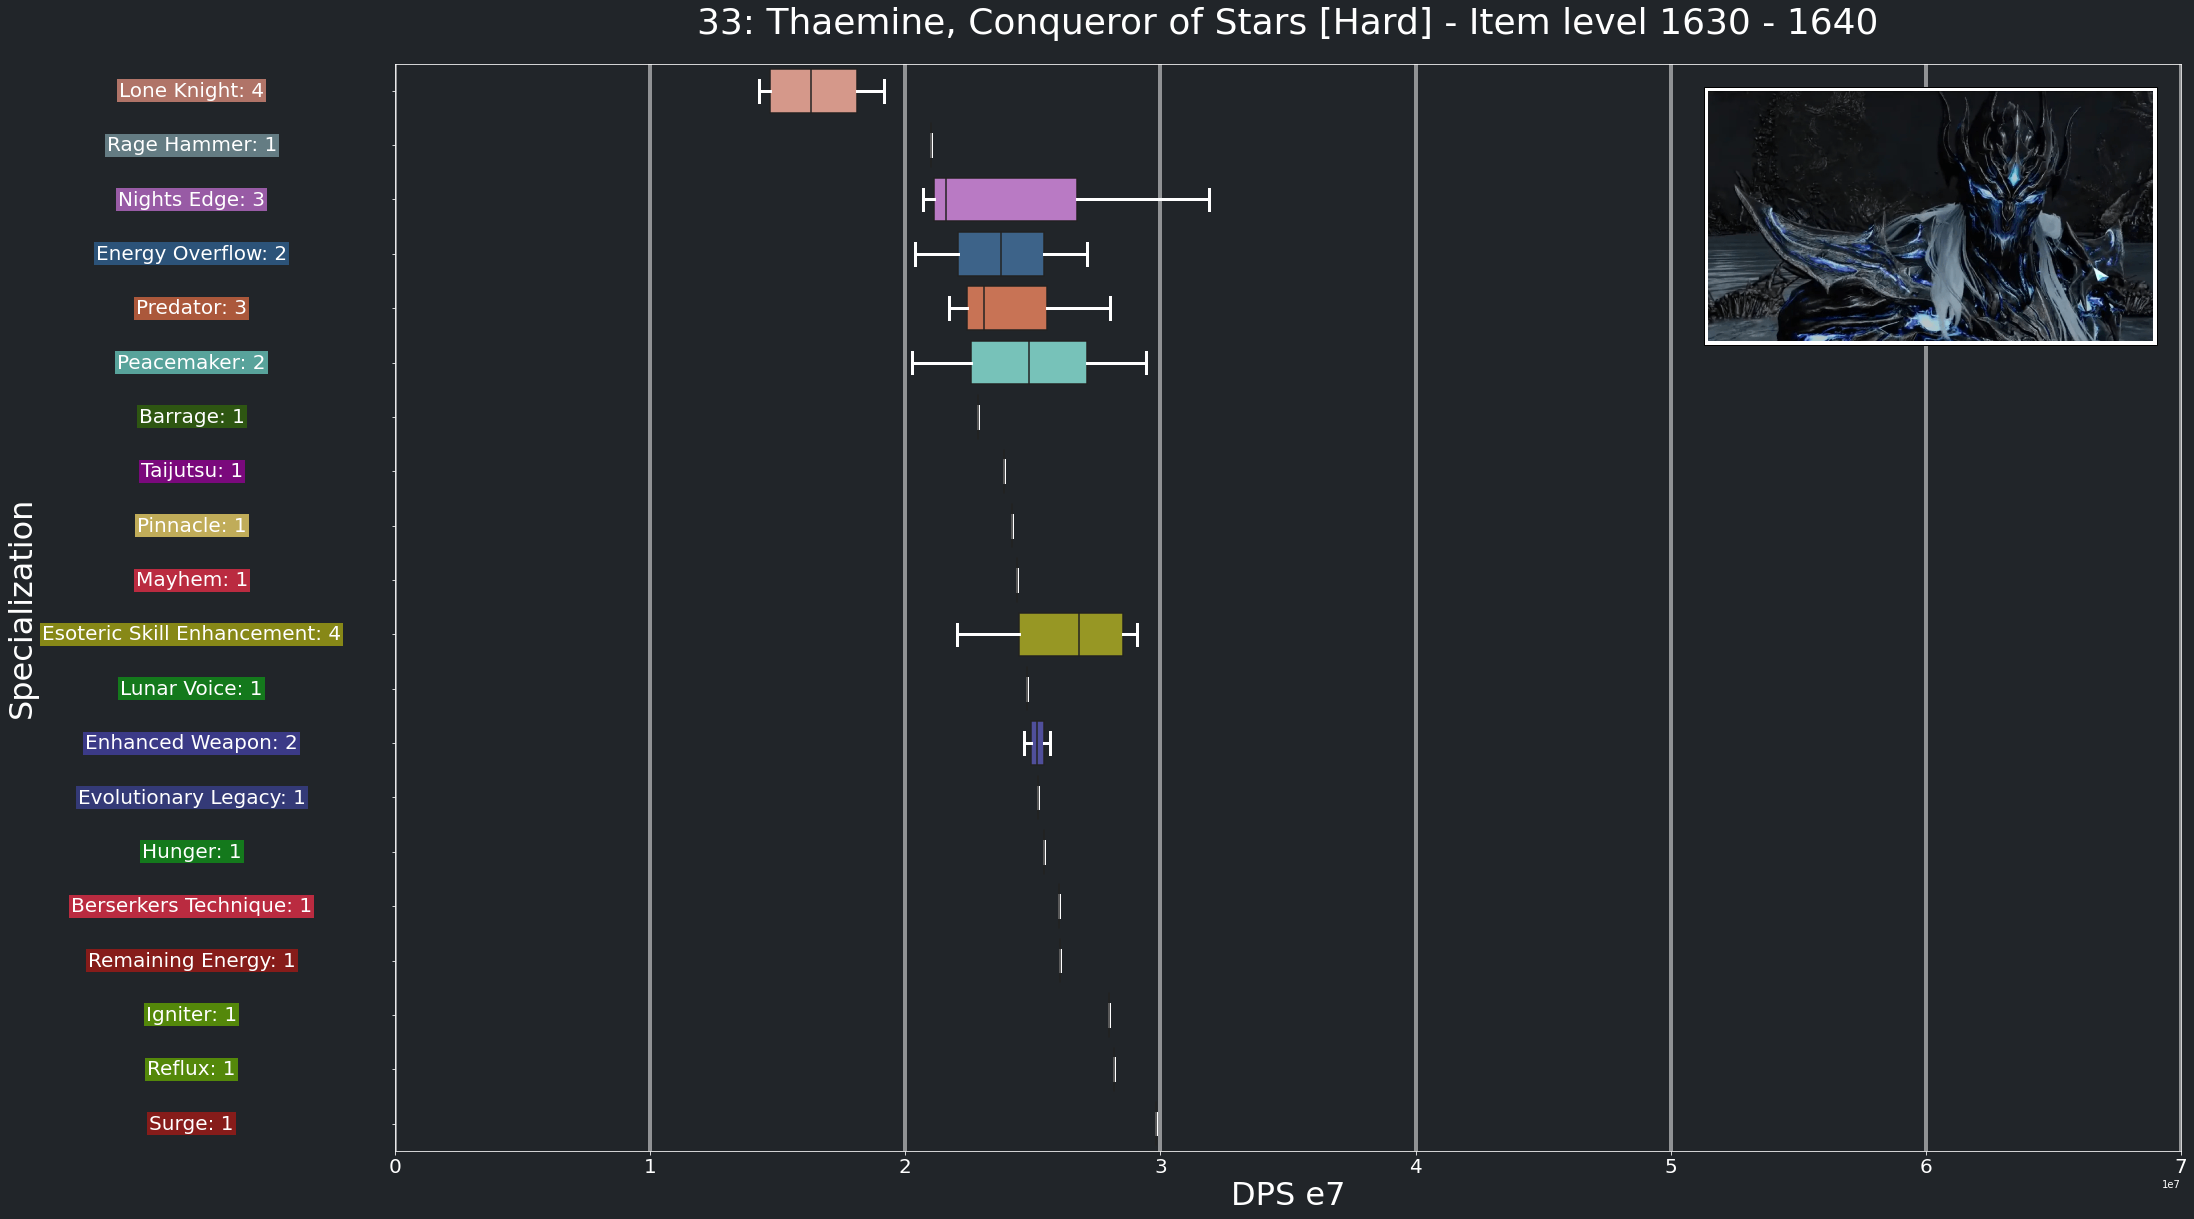 33: Thaemine, Conqueror of Stars [Hard] - Item level 1630 - 1640
Specialization
Lone Knight: 4
Rage Hammer: 1
Nights Edge: 3
Energy Overflow: 2
Predator: 3
Peacemaker: 2
Barrage: 1
Taijutsu: 1
Pinnacle: 1
Mayhem: 1
Esoteric Skill Enhancement: 4
Lunar Voice: 1
Enhanced Weapon: 2
Evolutionary Legacy: 1
Hunger: 1
Berserkers Technique: 1
Remaining Energy: 1
Igniter: 1
Reflux: 1
Surge: 1
0 1 2 3 4 5 6 7
1e7
DPS e7